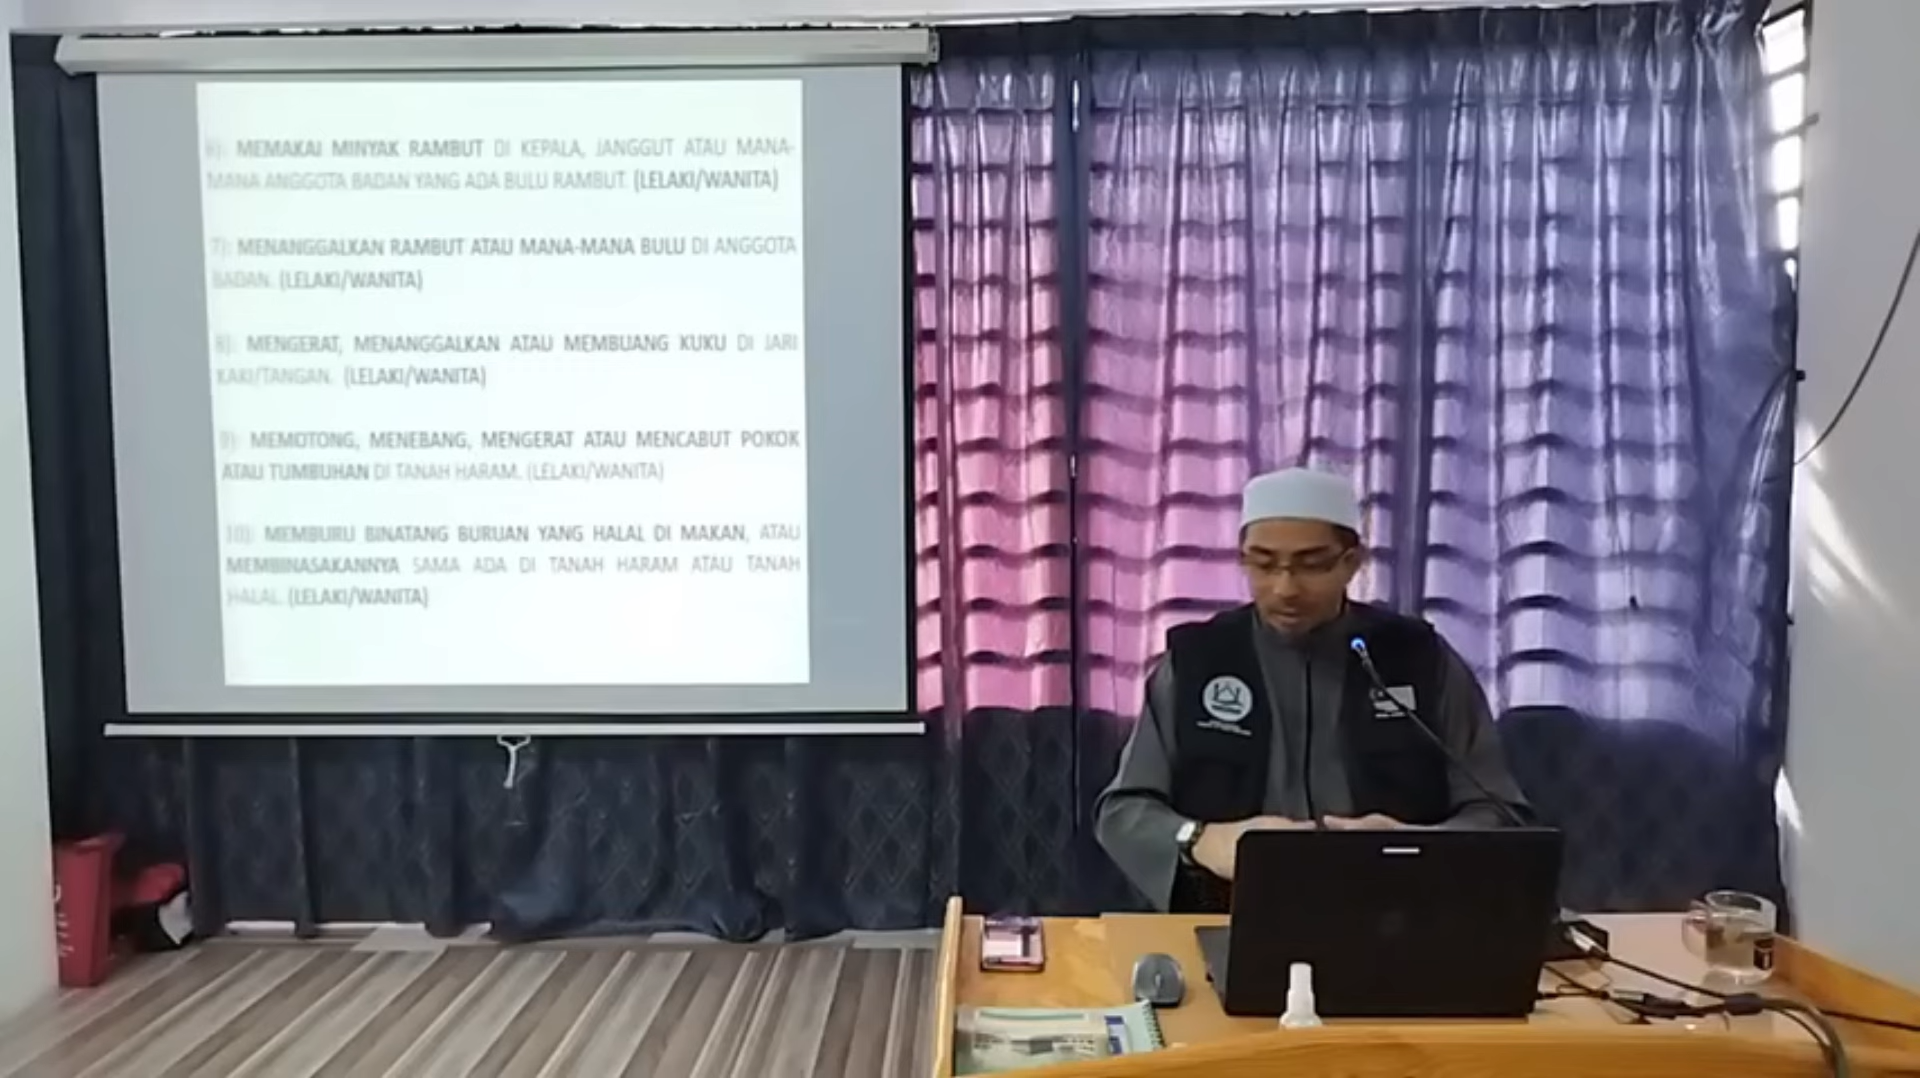 6). MEMAKAI MINYAK RAMBUT DI KEPALA, JANGGUT ATAU MANA-
MANA ANGGOTA BADAN YANG ADA BULU RAMBUT. (LELAKI/WANITA)
7). MENANGGALKAN RAMBUT ATAU MANA-MANA BULU DI ANGGOTA
BADAN. (LELAKI/WANITA)
8). MENGERAT, MENANGGALKAN ATAU MEMBUANG KUKU DI JARI
KAKI/TANGAN. (LELAKI/WANITA)
9). MEMOTONG, MENEBANG, MENGERAT ATAU MENCABUT POKOK
ATAU TUMBUHAN DI TANAH HARAM. (LELAKI/WANITA)
10). MEMBURU BINATANG BURUAN YANG HALAL DI MAKAN, ATAU
MEMBINASAKANNYA SAMA ADA DI TANAH HARAM ATAU TANAH
HALAL. (LELAKI/WANITA)